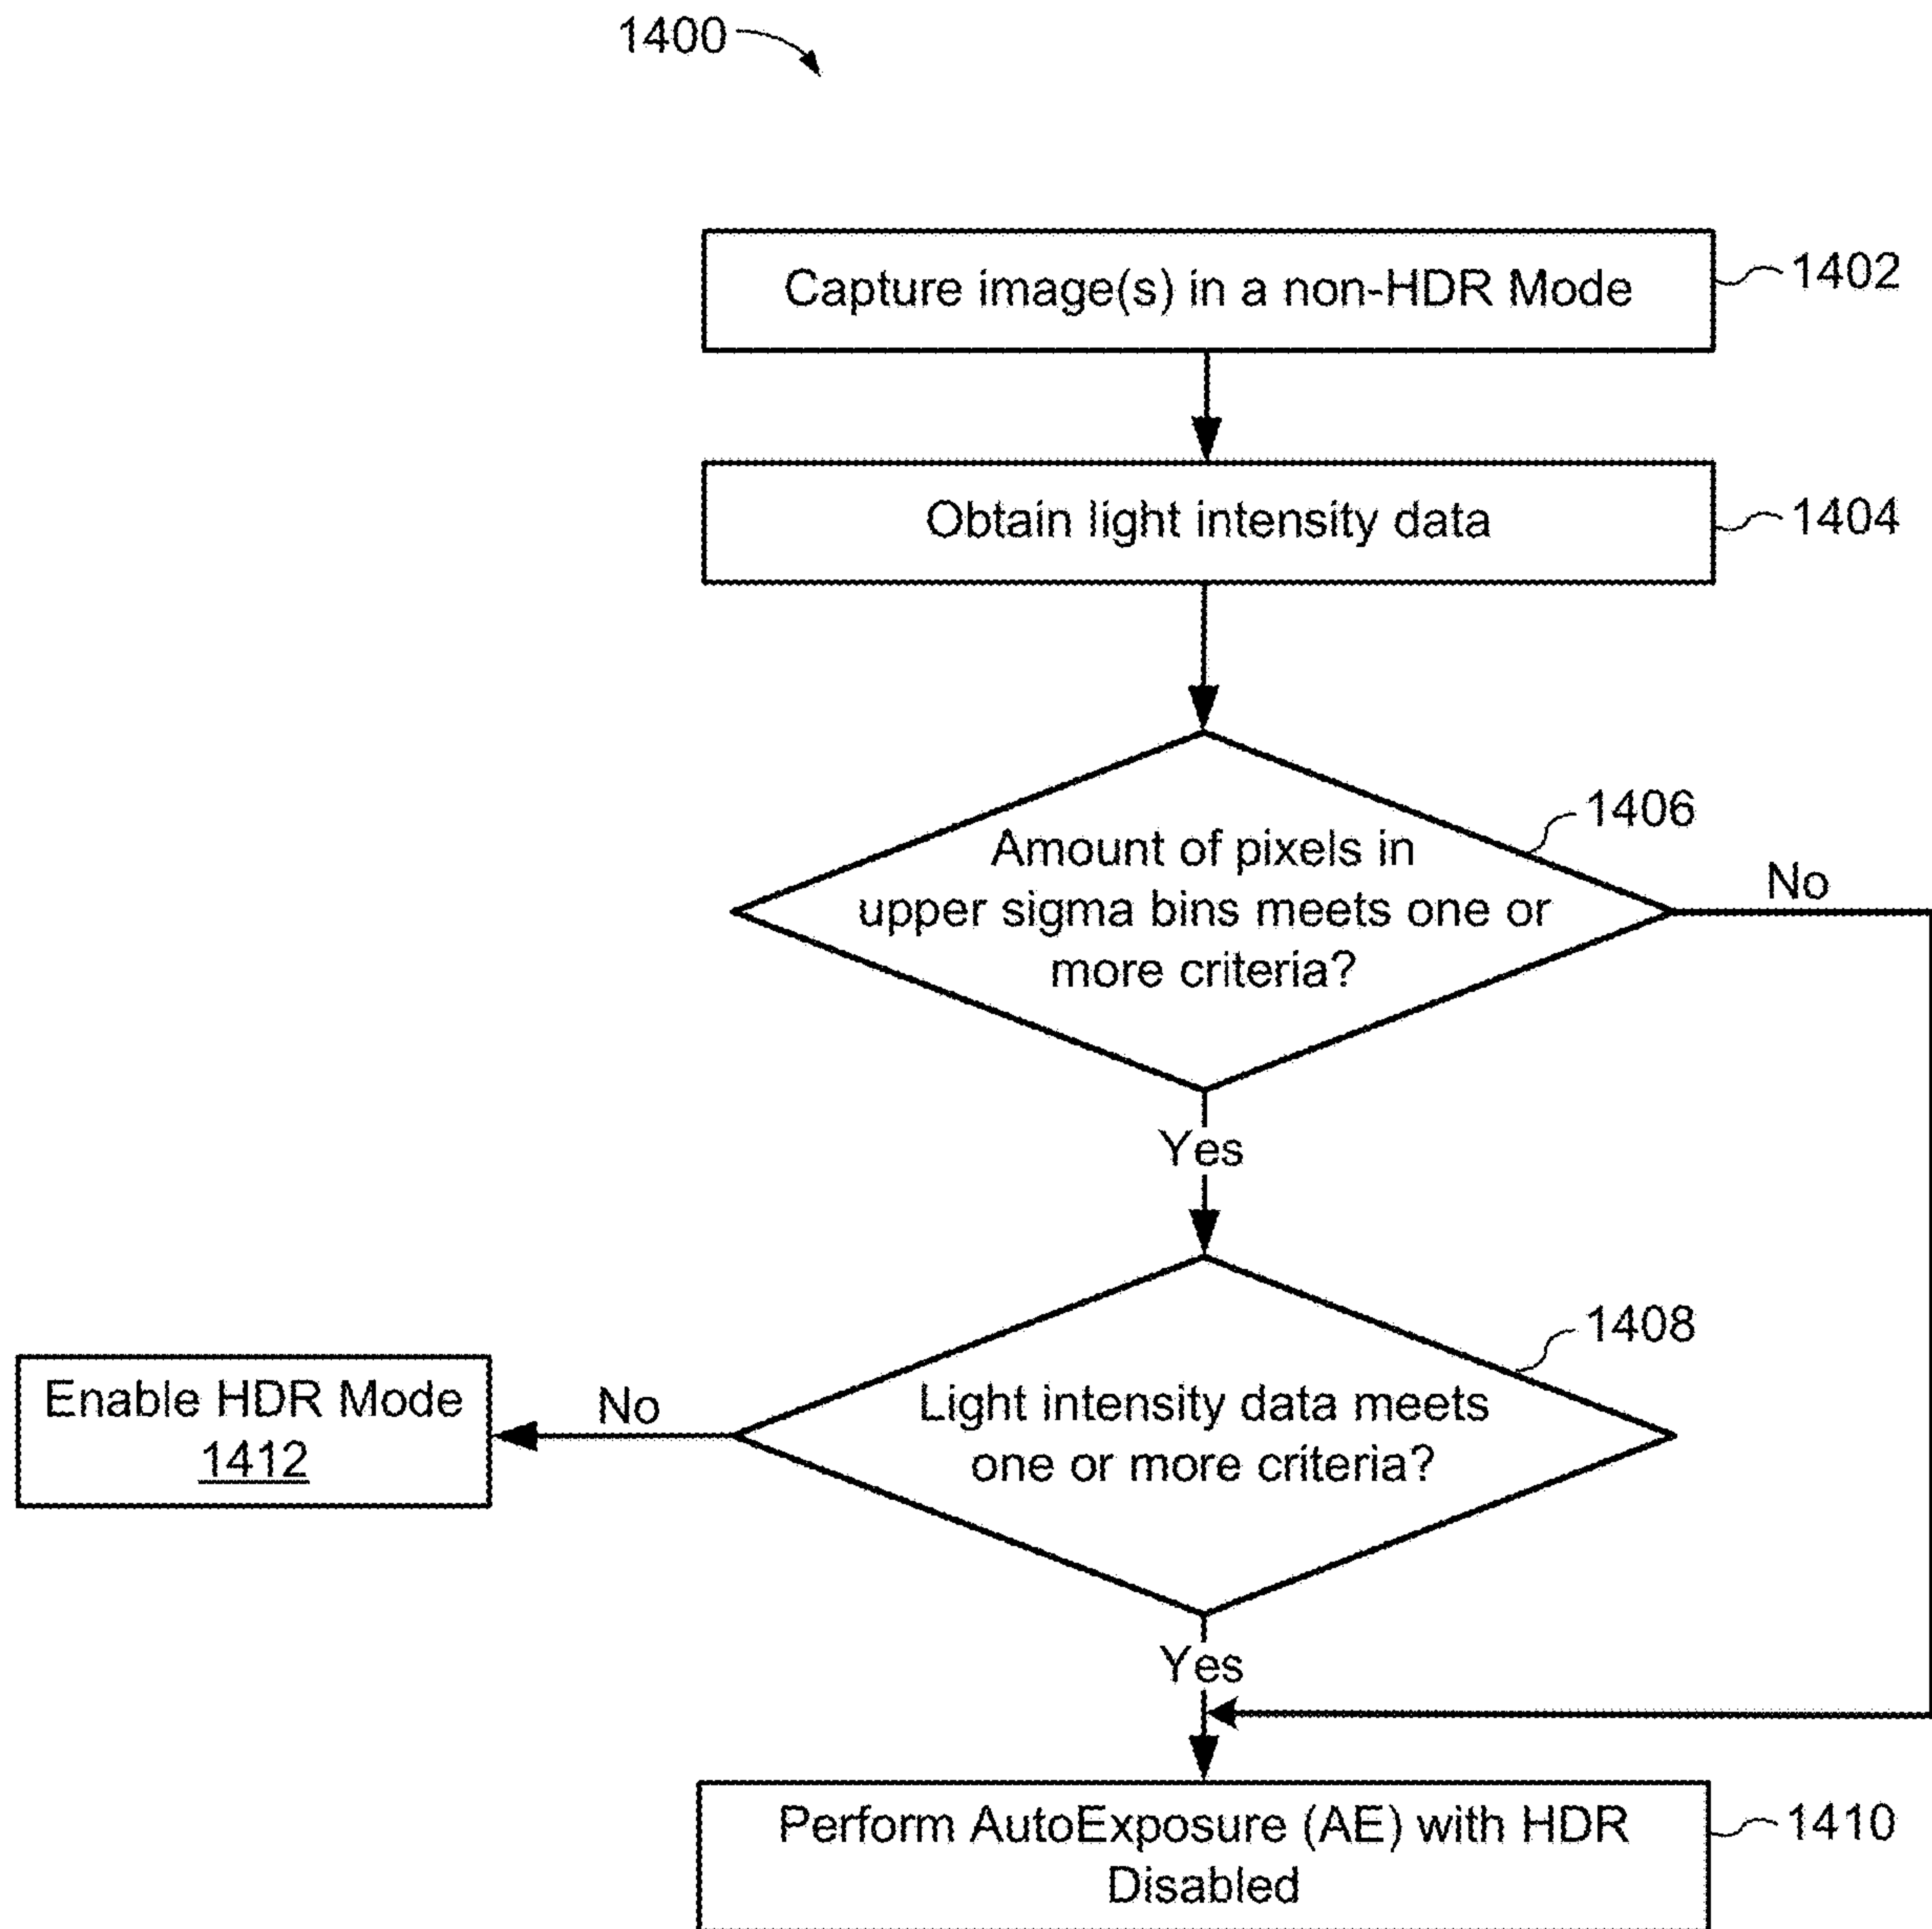 1400
Capture image(s) in a non-HDR Mode
1402
Obtain light intensity data
1404
1406
Amount of pixels in
upper sigma bins meets one or
more criteria?
No
Yes
1408
Light intensity data meets
one or more criteria?
No
Enable HDR Mode
1412
Yes
Perform AutoExposure (AE) with HDR
Disabled
1410